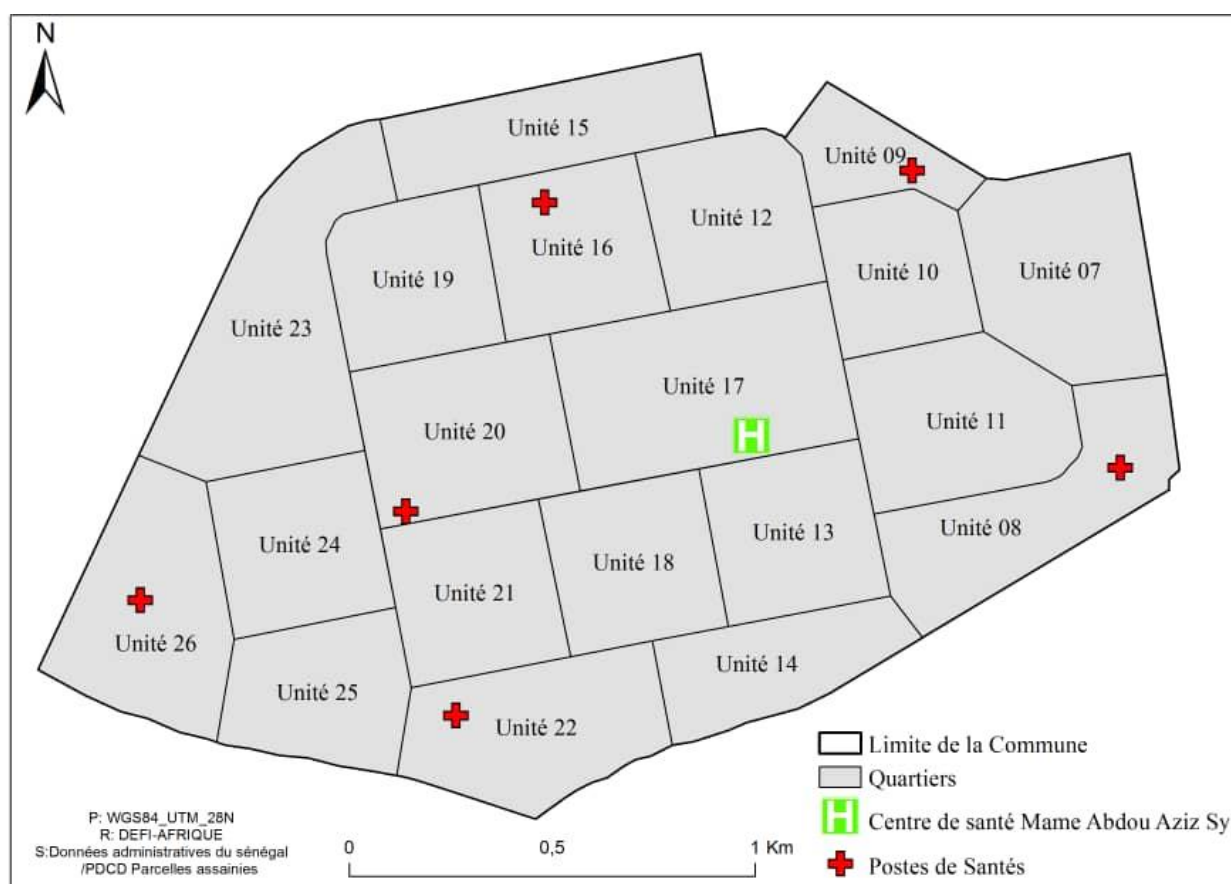 N
Unité 15
Unité 09
Unité 12
Unité 16
Unité 10
Unité 07
Unité 19
Unité 23
Unité 17
Unité 11
Unité 20
H
Unité 08
Unité 13
Unité 24
Unité 18
Unité 21
Unité 26
Unité 14
Unité 25
Unité 22
Limite de la Commune
Quartiers
H Centre de santé Mame Abdou Aziz Sy
Postes de Santés
P: WGS84_UTM_28N
R: DEFI-AFRIQUE
S:Données administratives du sénégal
/PDCD Parcelles assainies
0 0,5 1 Km